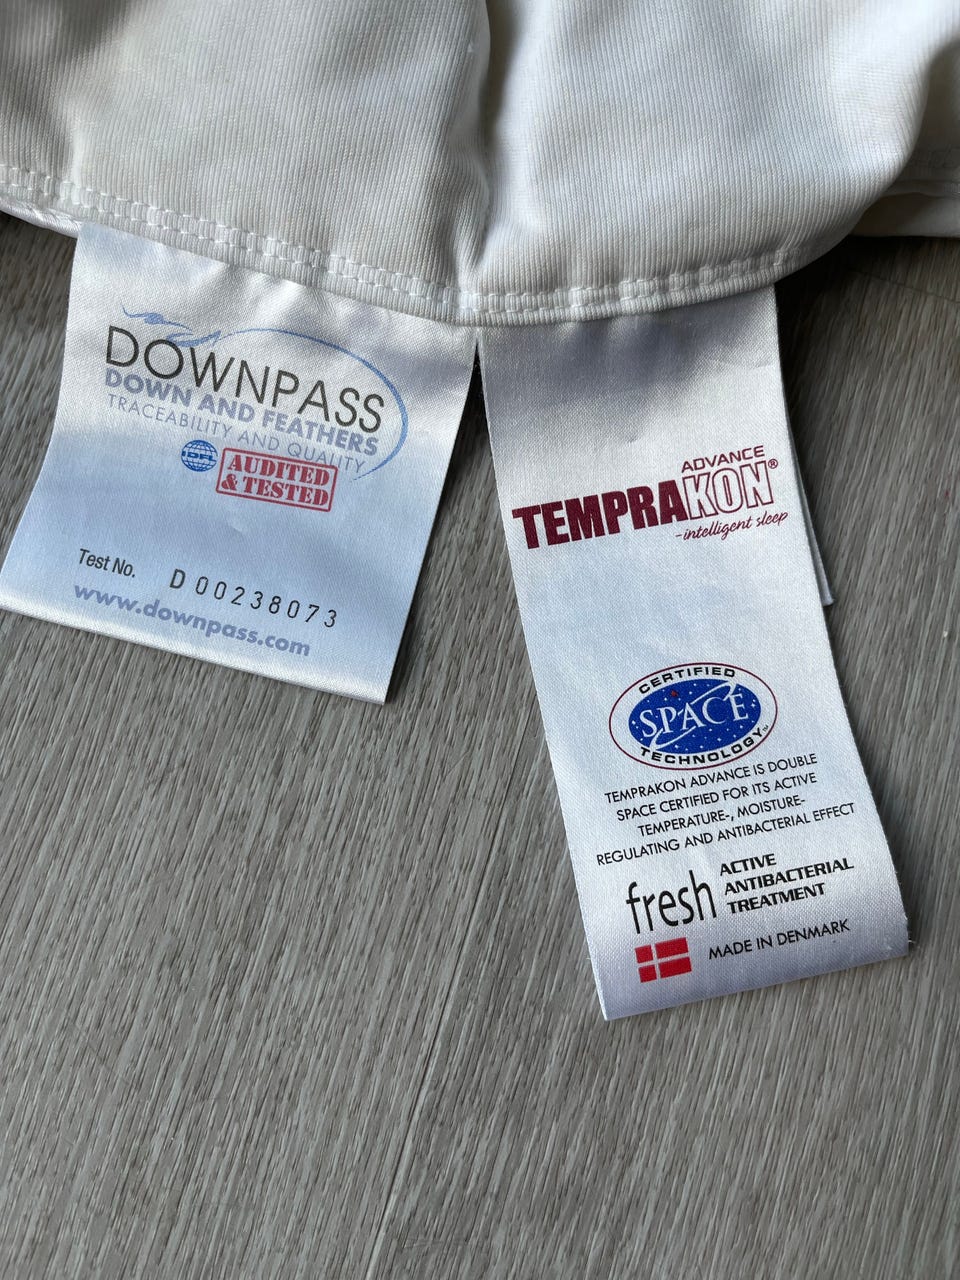 DOWNPASS
DOWN AND FEATHERS
TRACEABILITY AND QUALITY
AUDITED
& TESTED
Test No. D 00238073
www.downpass.com
ADVANCE
TEMPRAKON®
-intelligent sleep
CERTIFIED
SPACE
TECHNOLOGY™
TEMPRAKON ADVANCE IS DOUBLE
SPACE CERTIFIED FOR ITS ACTIVE
TEMPERATURE-, MOISTURE-
REGULATING AND ANTIBACTERIAL EFFECT
fresh ACTIVE
ANTIBACTERIAL
TREATMENT
MADE IN DENMARK